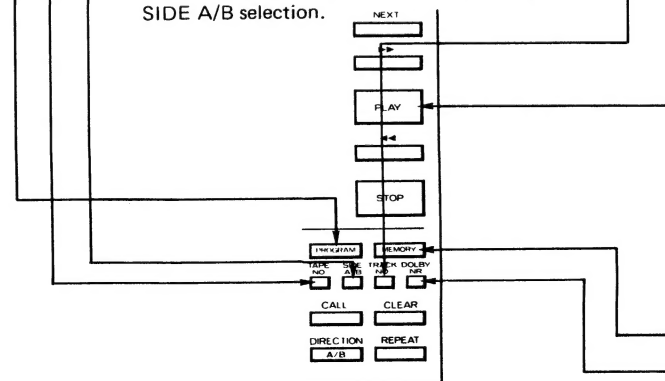 SIDE A/B selection.
NEXT
▶▶
PLAY
◀◀
STOP
PROGRAM MEMORY
TAPE NO SIDE A/B TRACK NO DOLBY NR
CALL CLEAR
DIRECTION REPEAT
A/B